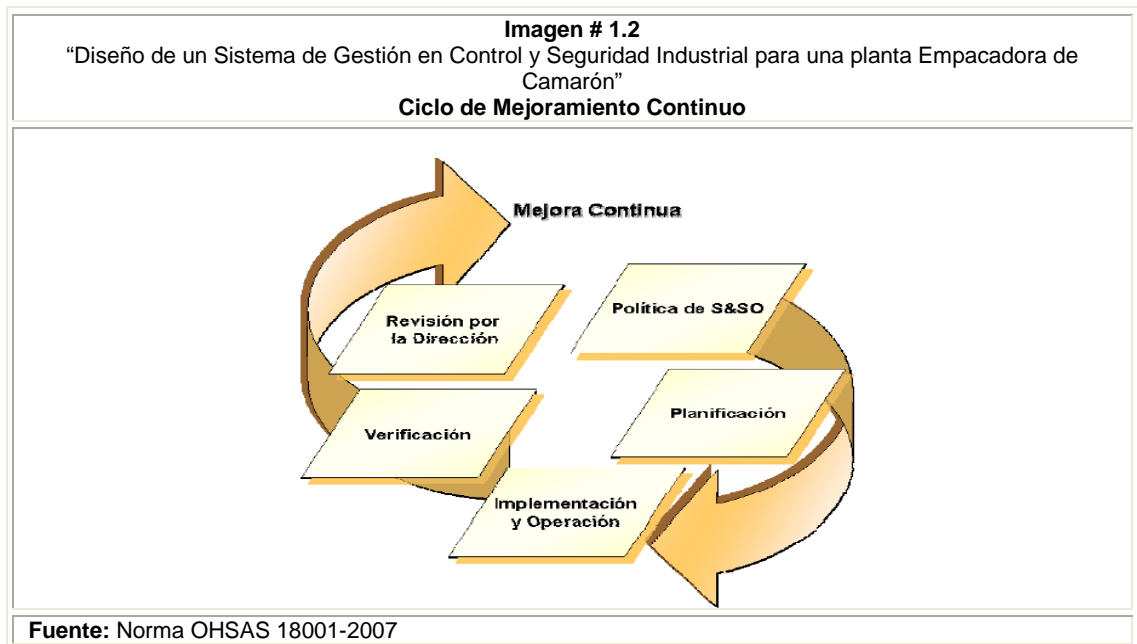 Imagen # 1.2
“Diseño de un Sistema de Gestión en Control y Seguridad Industrial para una planta Empacadora de
Camarón”
Ciclo de Mejoramiento Continuo
Mejora Continua
Política de S&SO
Revisión por
la Dirección
Planificación
Verificación
Implementación
y Operación
Fuente: Norma OHSAS 18001-2007